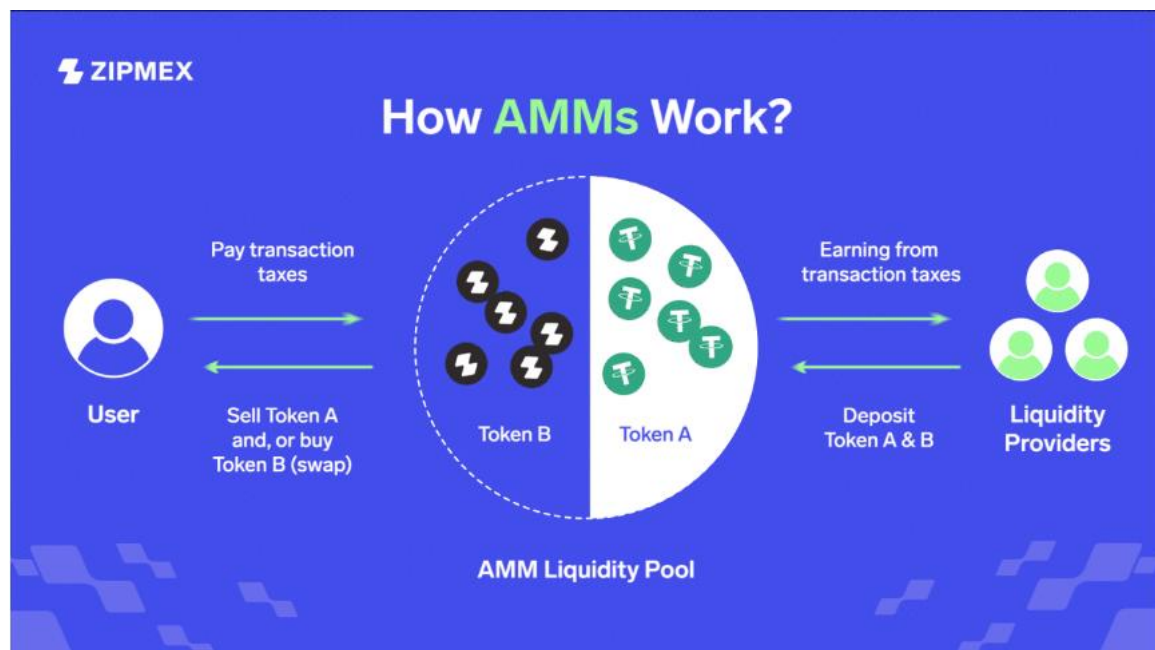 ZIPMEX
How AMMs Work?
Pay transaction
taxes
User
Sell Token A
and, or buy
Token B (swap)
Token B
Token A
Earning from
transaction taxes
Deposit
Token A & B
Liquidity
Providers
AMM Liquidity Pool